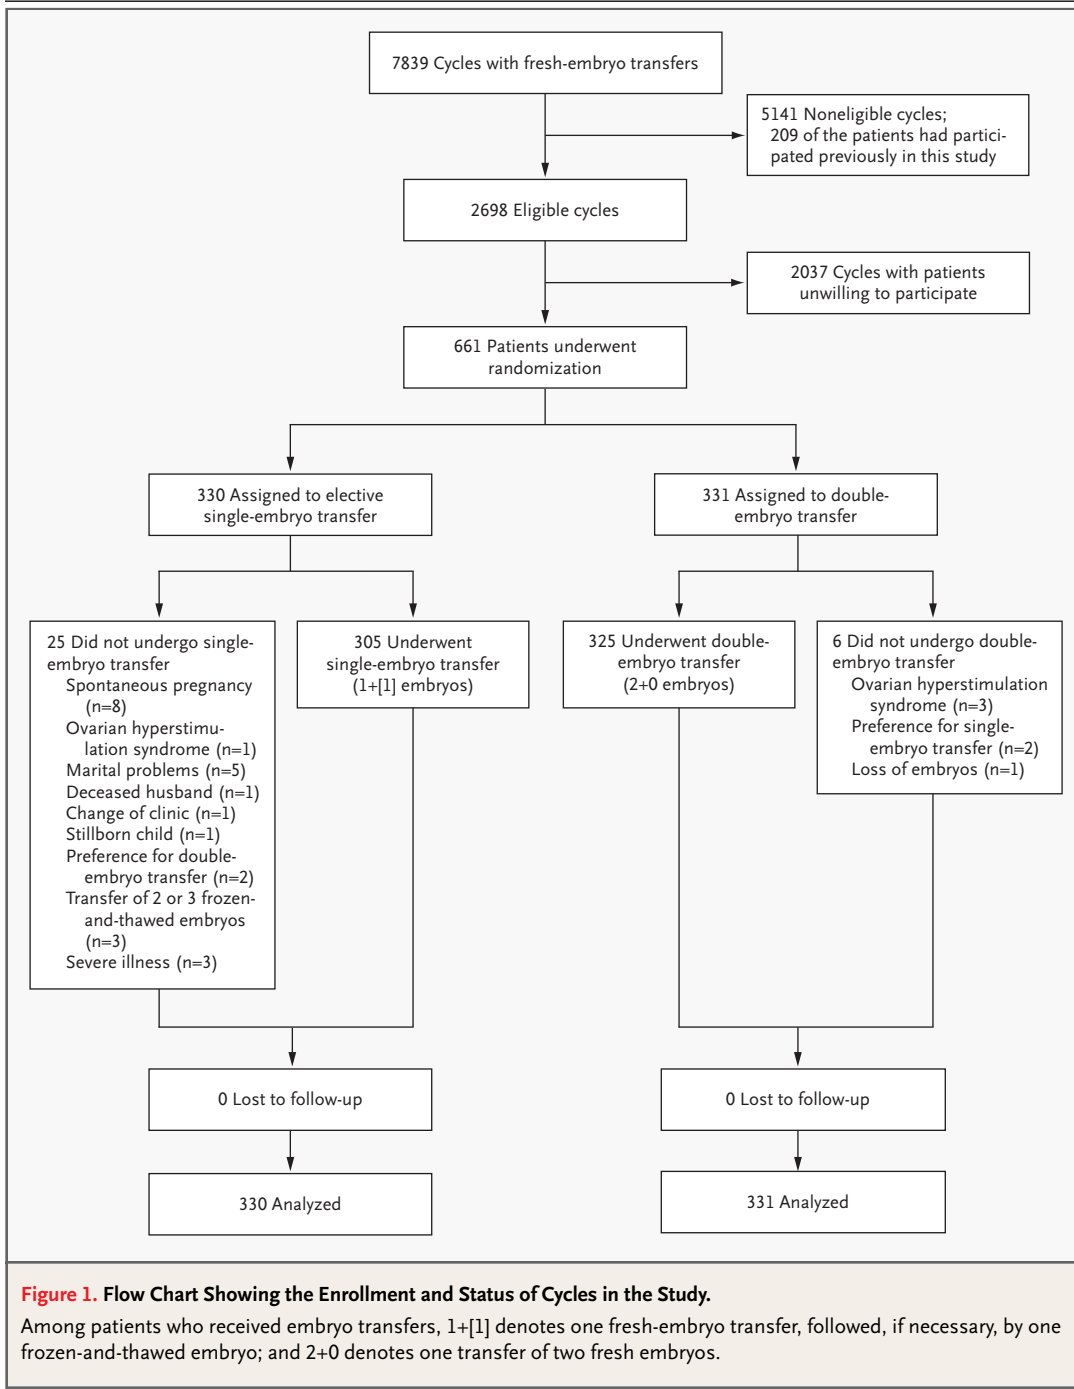 7839 Cycles with fresh-embryo transfers
5141 Noneligible cycles;
209 of the patients had partici-
pated previously in this study
2698 Eligible cycles
2037 Cycles with patients
unwilling to participate
661 Patients underwent
randomization
330 Assigned to elective
single-embryo transfer
331 Assigned to double-
embryo transfer
25 Did not undergo single-
embryo transfer
Spontaneous pregnancy
(n=8)
Ovarian hyperstimu-
lation syndrome (n=1)
Marital problems (n=5)
Deceased husband (n=1)
Change of clinic (n=1)
Stillborn child (n=1)
Preference for double-
embryo transfer (n=2)
Transfer of 2 or 3 frozen-
and-thawed embryos
(n=3)
Severe illness (n=3)
305 Underwent
single-embryo transfer
(1+[1] embryos)
325 Underwent double-
embryo transfer
(2+0 embryos)
6 Did not undergo double-
embryo transfer
Ovarian hyperstimulation
syndrome (n=3)
Preference for single-
embryo transfer (n=2)
Loss of embryos (n=1)
0 Lost to follow-up
0 Lost to follow-up
330 Analyzed
331 Analyzed
Figure 1. Flow Chart Showing the Enrollment and Status of Cycles in the Study.
Among patients who received embryo transfers, 1+[1] denotes one fresh-embryo transfer, followed, if necessary, by one
frozen-and-thawed embryo; and 2+0 denotes one transfer of two fresh embryos.